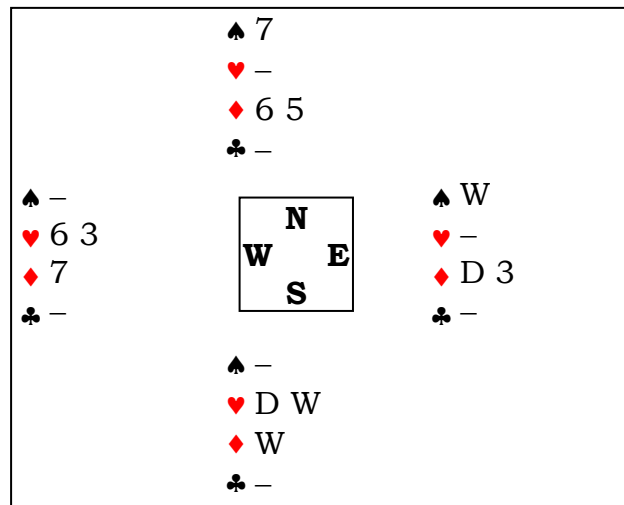 ♠ 7
♥ –
♦ 6 5
♣ –
♠ –
♥ 6 3
♦ 7
♣ –
N
W E
S
♠ W
♥ –
♦ D 3
♣ –
♠ –
♥ D W
♦ W
♣ –